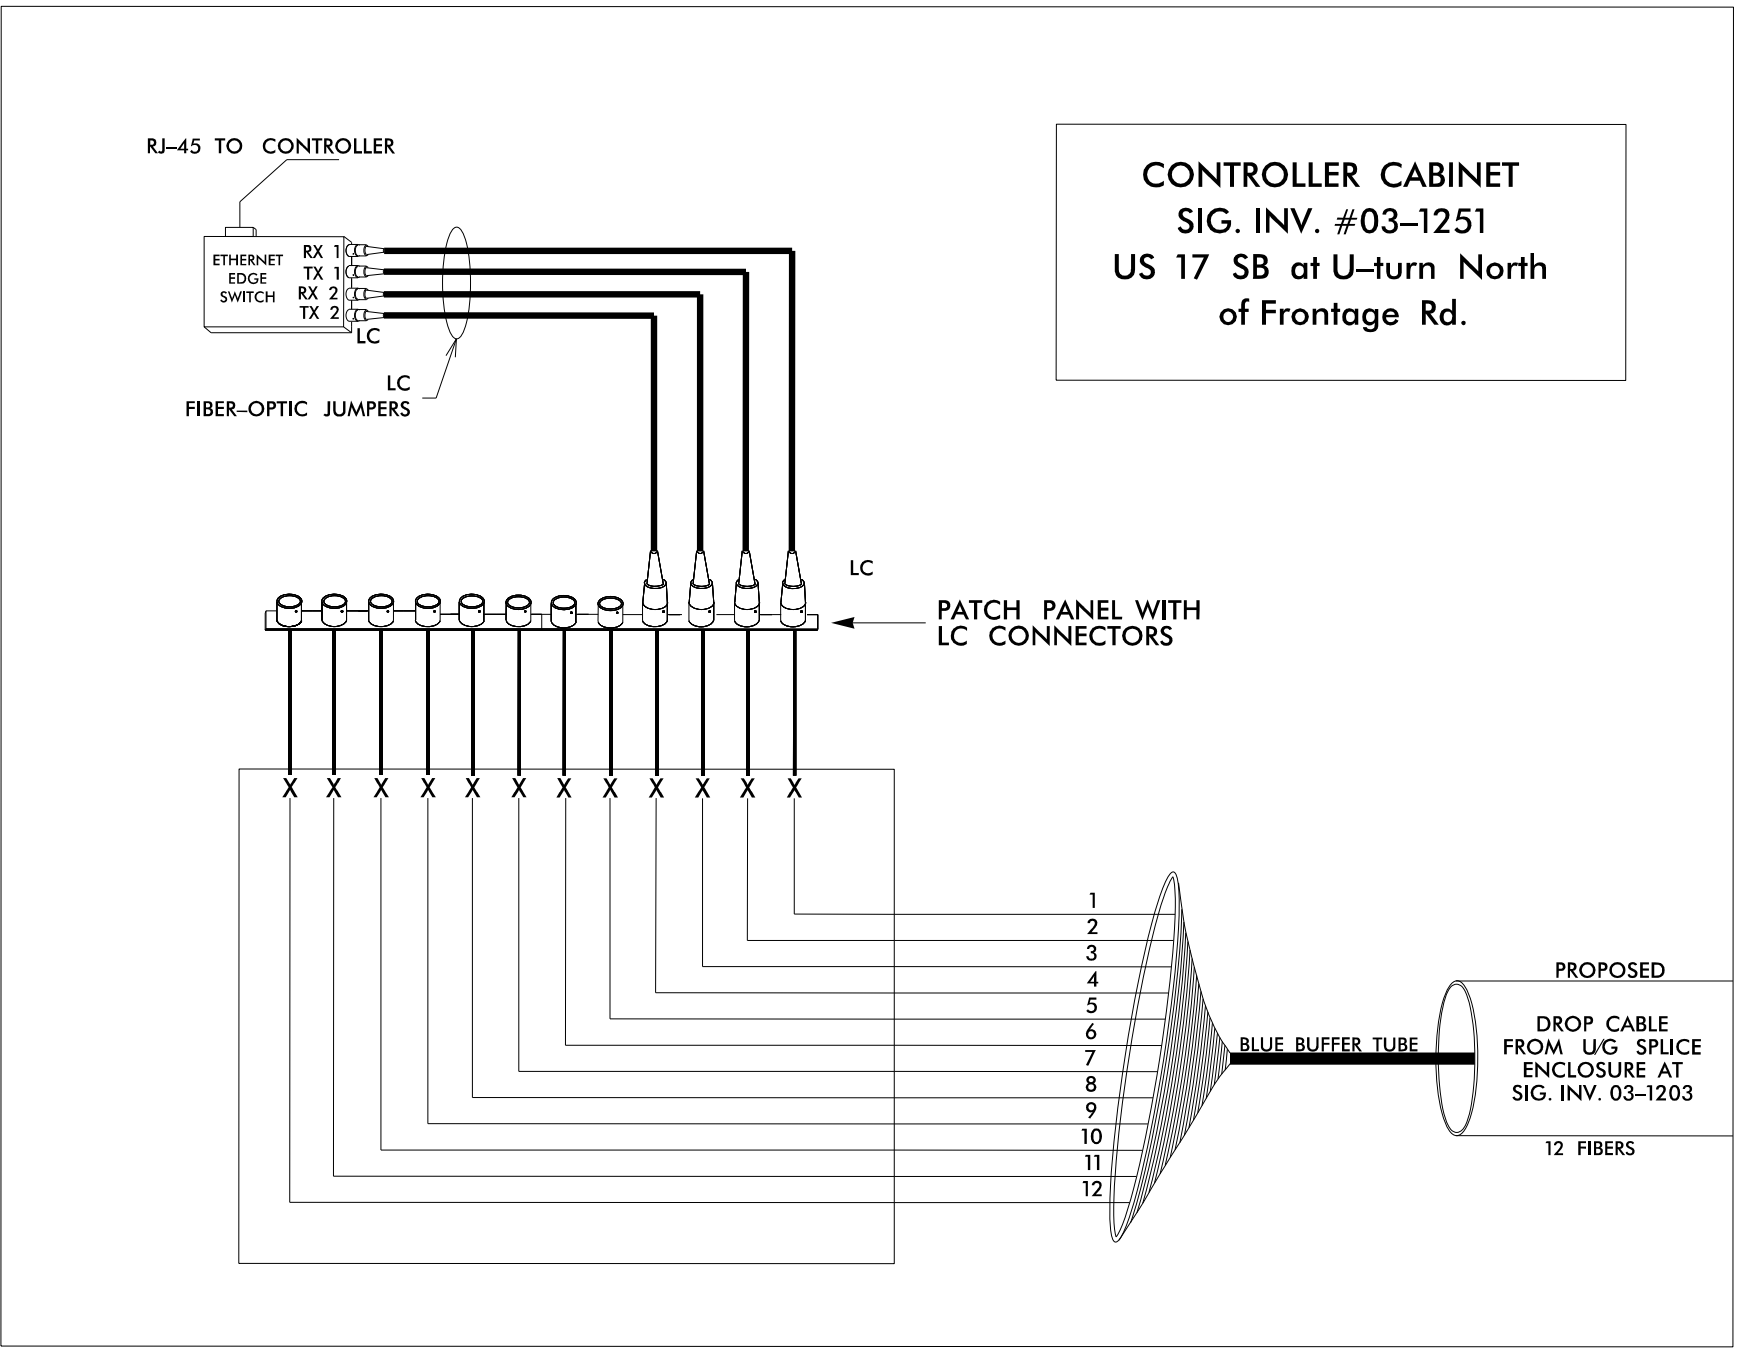 RJ–45 TO CONTROLLER
CONTROLLER CABINET
SIG. INV. #03–1251
US 17 SB at U–turn North
of Frontage Rd.
ETHERNET
EDGE
SWITCH
RX 1
TX 1
RX 2
TX 2
LC
LC
FIBER–OPTIC JUMPERS
LC
PATCH PANEL WITH
LC CONNECTORS
X X X X X X X X X X X X
1
2
3
4
5
6
7
8
9
10
11
12
BLUE BUFFER TUBE
PROPOSED
DROP CABLE
FROM U/G SPLICE
ENCLOSURE AT
SIG. INV. 03–1203
12 FIBERS